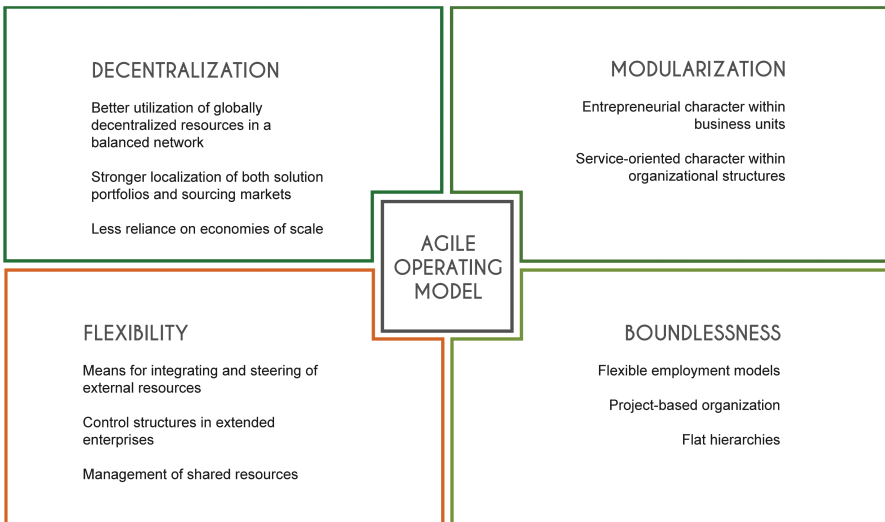 DECENTRALIZATION
Better utilization of globally
decentralized resources in a
balanced network
Stronger localization of both solution
portfolios and sourcing markets
Less reliance on economies of scale
MODULARIZATION
Entrepreneurial character within
business units
Service-oriented character within
organizational structures
AGILE
OPERATING
MODEL
FLEXIBILITY
Means for integrating and steering of
external resources
Control structures in extended
enterprises
Management of shared resources
BOUNDLESSNESS
Flexible employment models
Project-based organization
Flat hierarchies